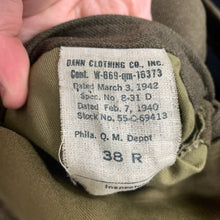 DANN CLOTHING CO., INC.
Cont. W-669-qm-16373
Dated March 3, 1942
Spec. No. 8-31 D
Dated Feb. 7, 1940
Stock No. 55-C-69413
Phila. Q. M. Depot
38 R
Inspector